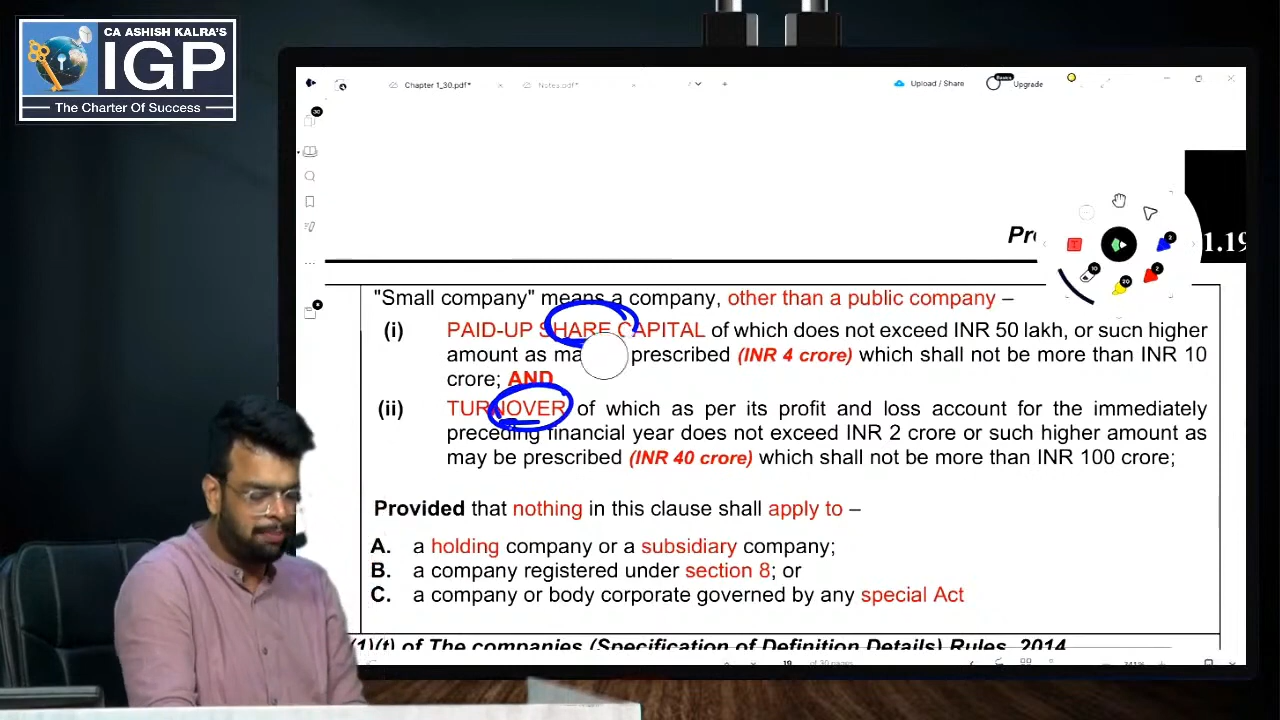 CA ASHISH KALRA'S
IGP
The Charter Of Success
Chapter 1_30.pdf*
Notes.pdf*
Upload / Share
Basics
Upgrade
1.19
"Small company" means a company, other than a public company –
(i) PAID-UP SHARE CAPITAL of which does not exceed INR 50 lakh, or such higher
amount as prescribed (INR 4 crore) which shall not be more than INR 10
crore; AND
(ii) TURNOVER of which as per its profit and loss account for the immediately
preceding financial year does not exceed INR 2 crore or such higher amount as
may be prescribed (INR 40 crore) which shall not be more than INR 100 crore;
Provided that nothing in this clause shall apply to –
A. a holding company or a subsidiary company;
B. a company registered under section 8; or
C. a company or body corporate governed by any special Act
(1)(t) of The companies (Specification of Definition Details) Rules, 2014
19 of 30 pages